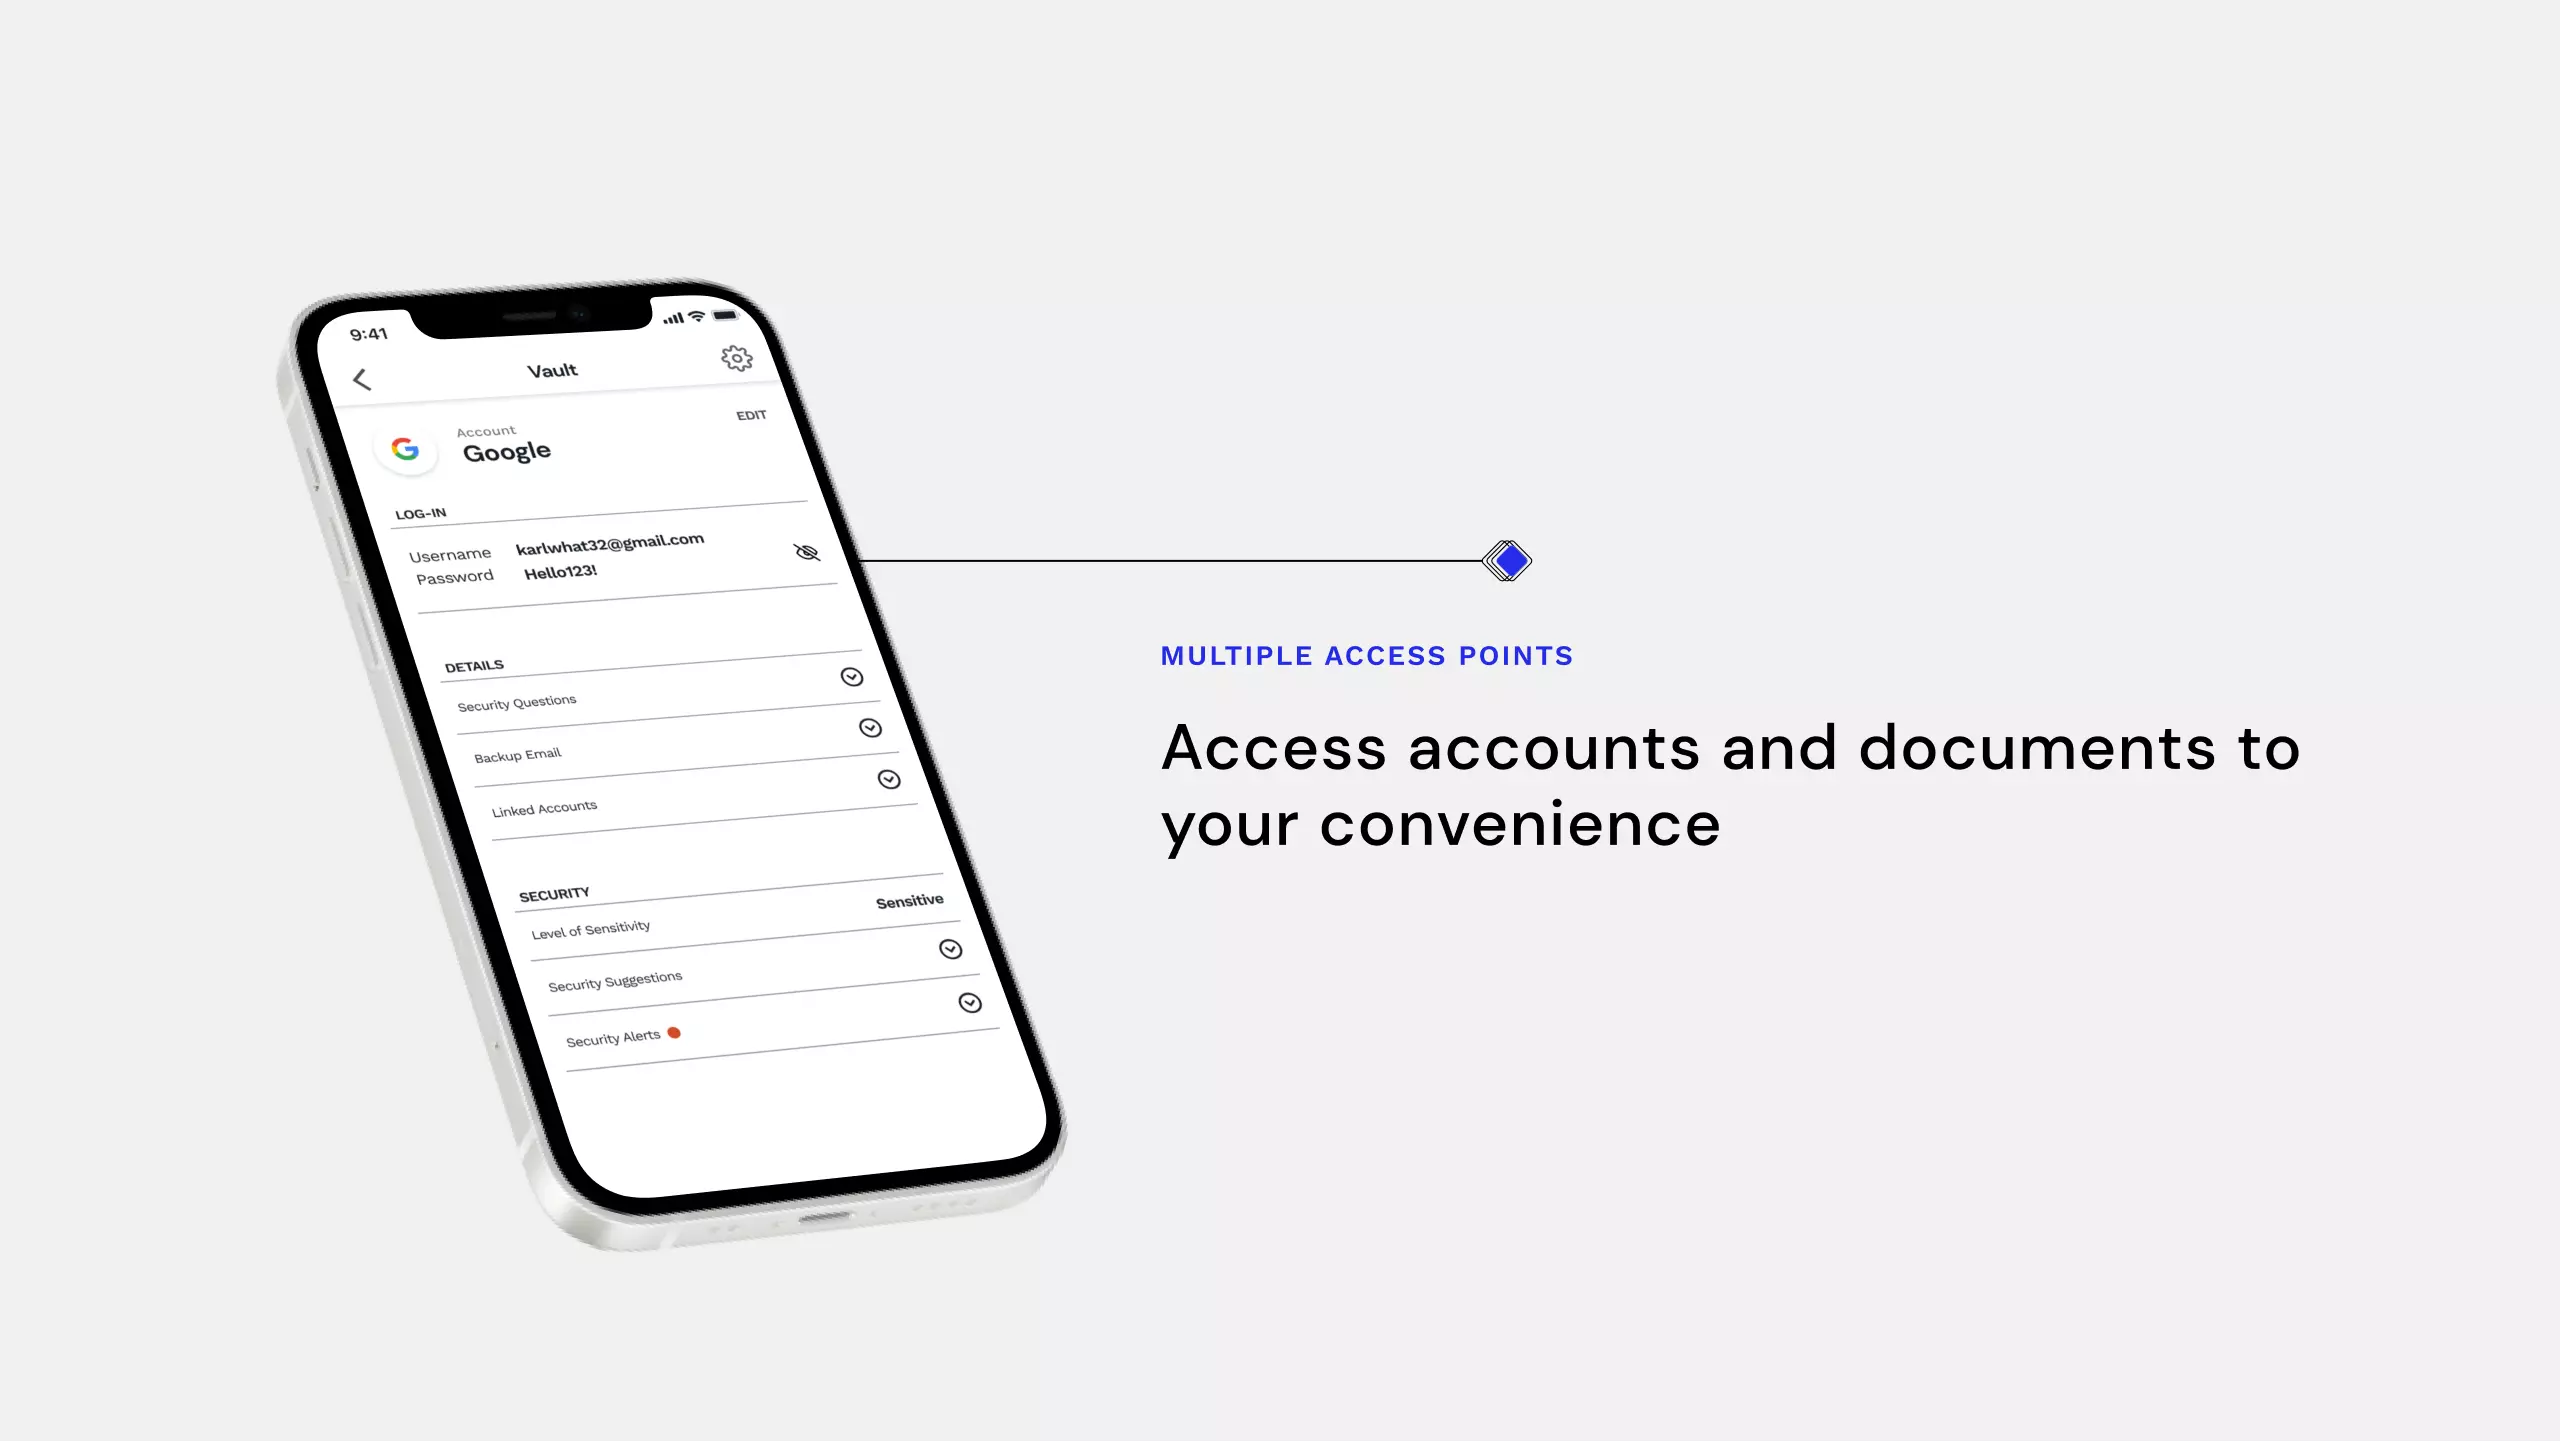 9:41
Vault
EDIT
Account
Google
LOG-IN
Username karlwhat32@gmail.com
Password Hello123!
DETAILS
Security Questions
Backup Email
Linked Accounts
SECURITY
Level of Sensitivity Sensitive
Security Suggestions
Security Alerts
MULTIPLE ACCESS POINTS
Access accounts and documents to
your convenience